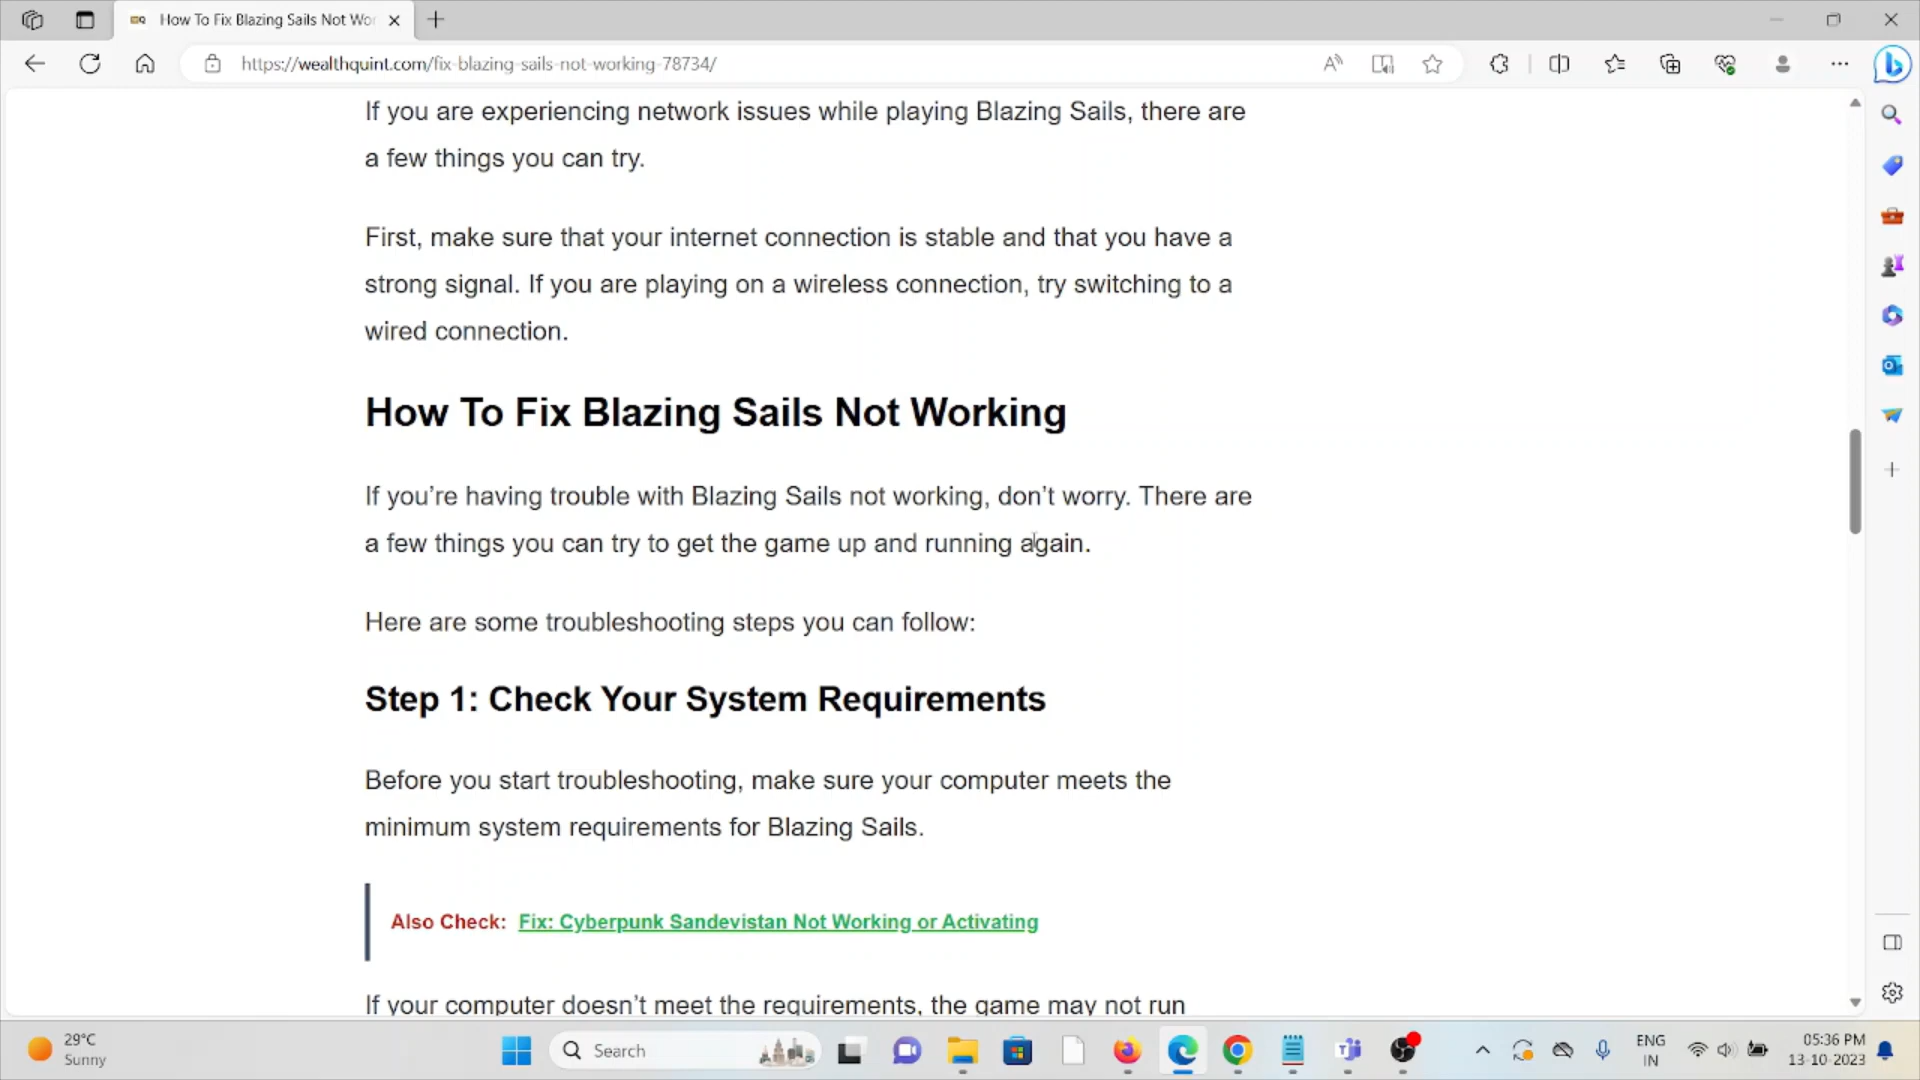 How To Fix Blazing Sails Not Wor
https://wealthquint.com/fix-blazing-sails-not-working-78734/
If you are experiencing network issues while playing Blazing Sails, there are
a few things you can try.
First, make sure that your internet connection is stable and that you have a
strong signal. If you are playing on a wireless connection, try switching to a
wired connection.
How To Fix Blazing Sails Not Working
If you’re having trouble with Blazing Sails not working, don’t worry. There are
a few things you can try to get the game up and running again.
Here are some troubleshooting steps you can follow:
Step 1: Check Your System Requirements
Before you start troubleshooting, make sure your computer meets the
minimum system requirements for Blazing Sails.
Also Check: Fix: Cyberpunk Sandevistan Not Working or Activating
If your computer doesn’t meet the requirements, the game may not run
29°C
Sunny
Search
ENG
IN
05:36 PM
13-10-2023